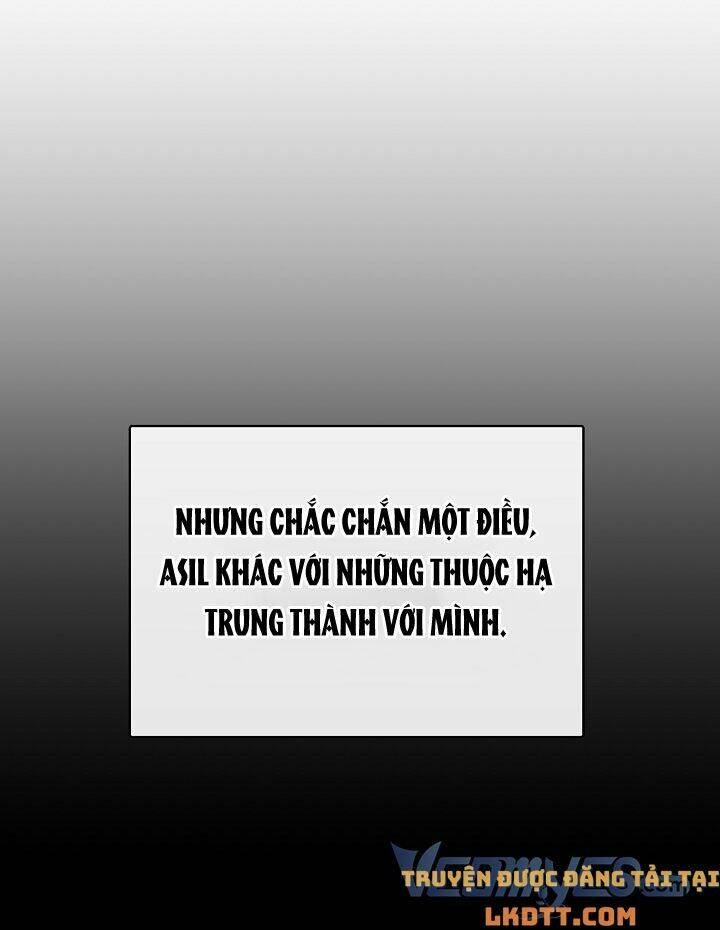 NHƯNG CHẮC CHẮN MỘT ĐIỀU,
ASIL KHÁC VỚI NHỮNG THUỘC HẠ
TRUNG THÀNH VỚI MÌNH.
TRUYỆN ĐƯỢC ĐĂNG TẢI TẠI
LKDTT.COM